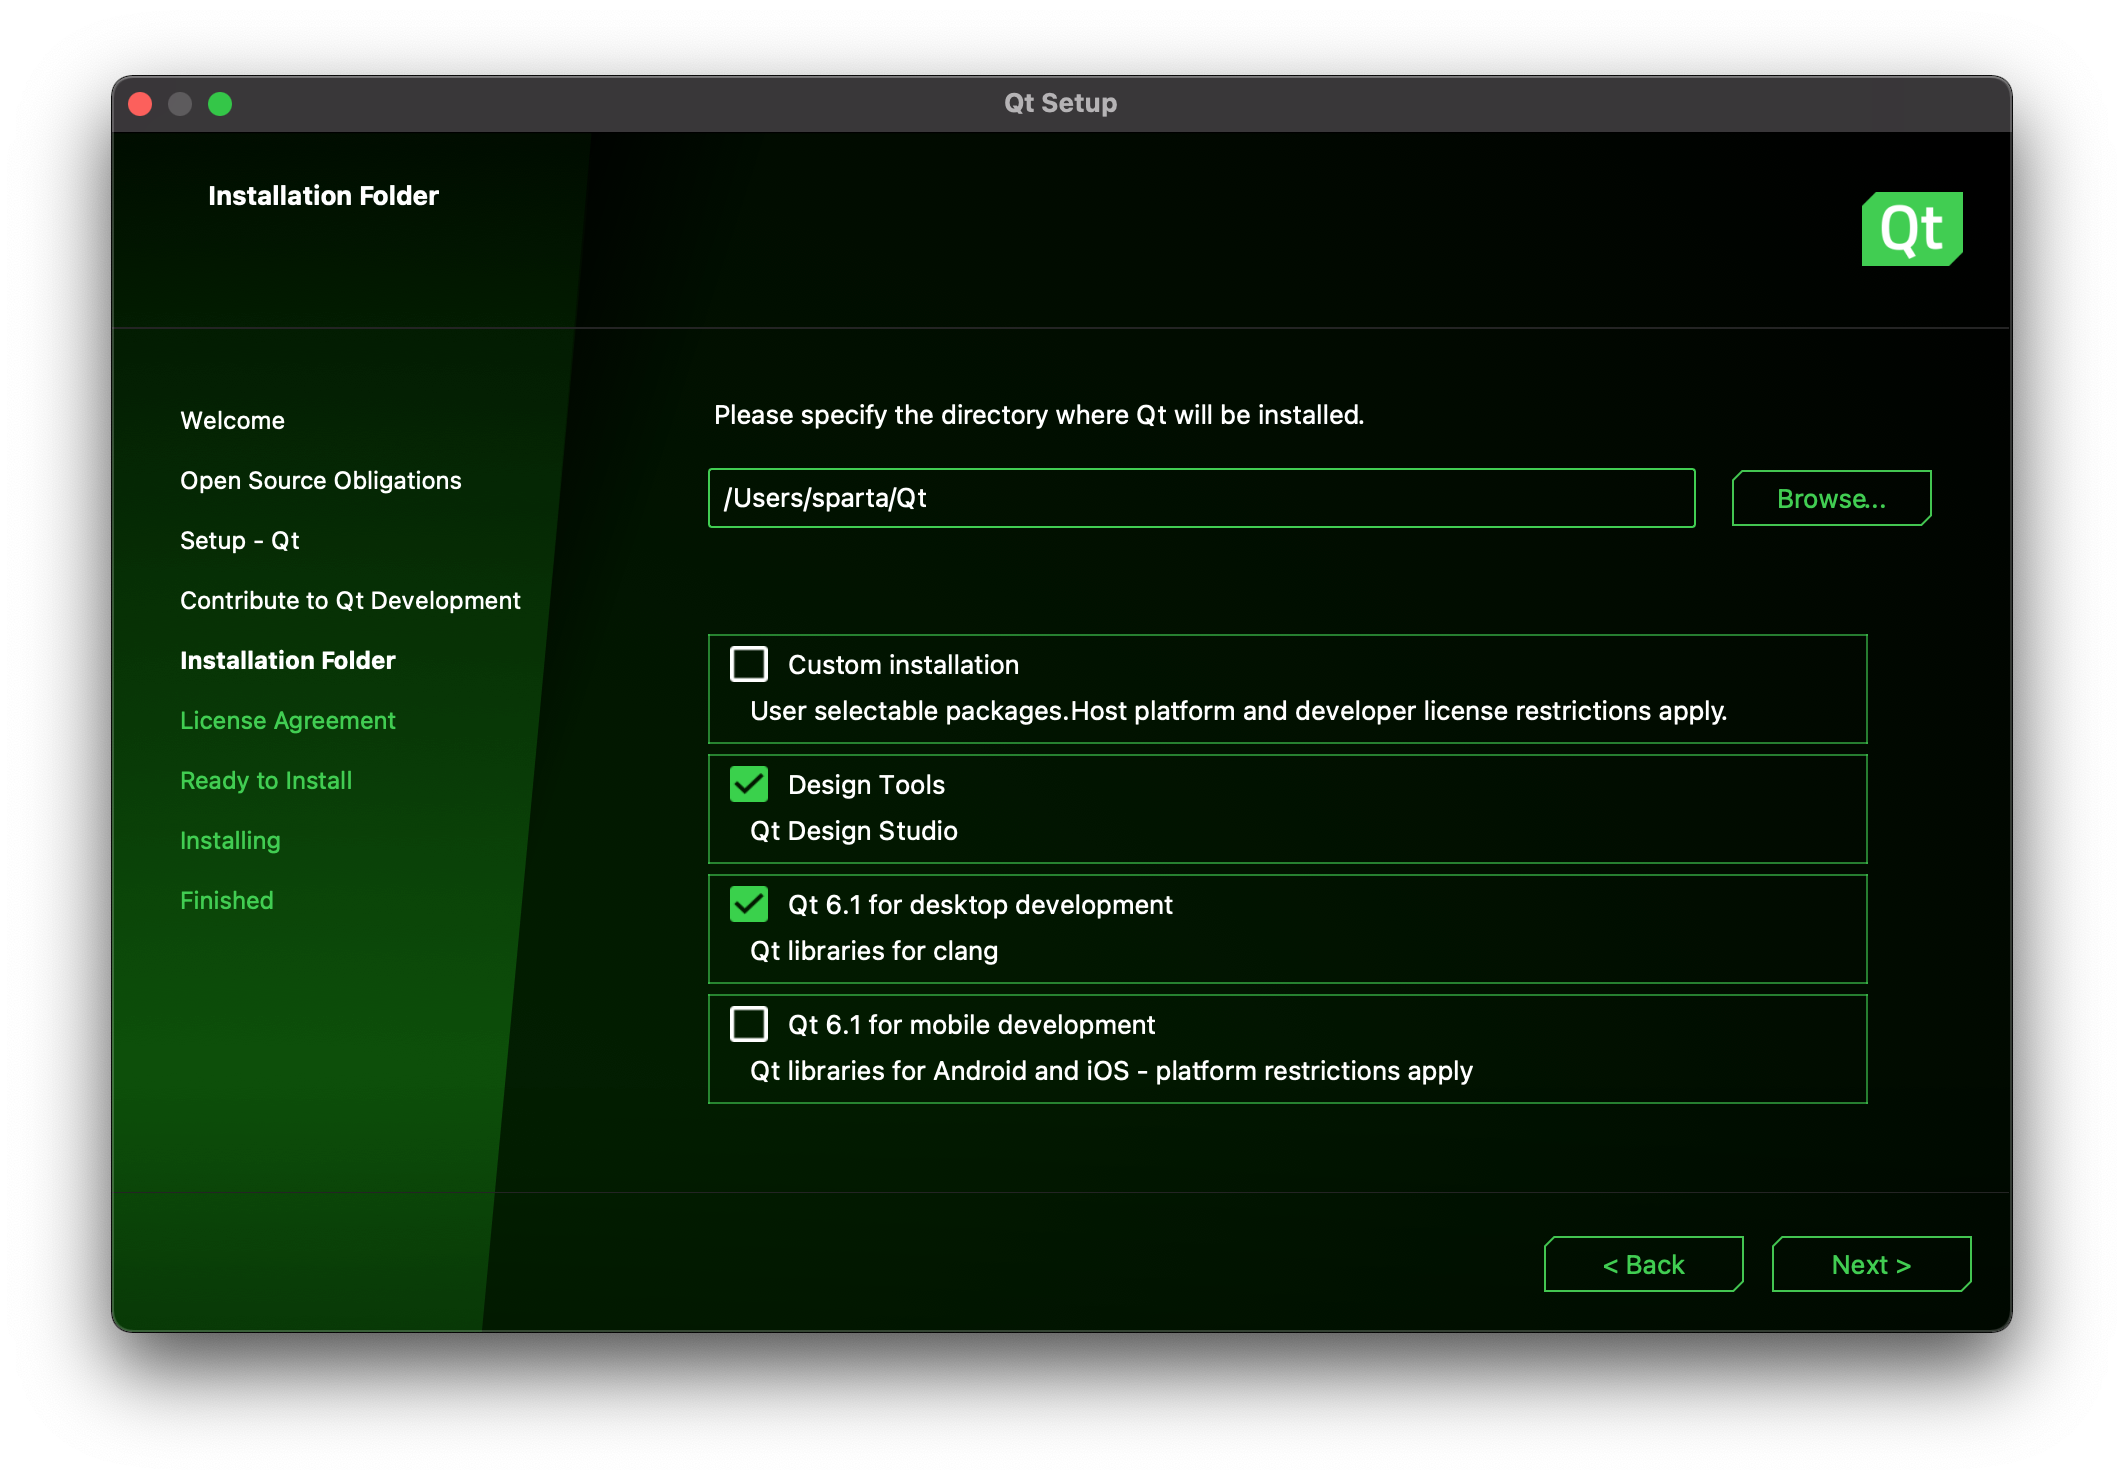 Qt Setup
Installation Folder
Qt
Welcome
Open Source Obligations
Setup - Qt
Contribute to Qt Development
Installation Folder
License Agreement
Ready to Install
Installing
Finished
Please specify the directory where Qt will be installed.
/Users/sparta/Qt
Browse...
Custom installation
User selectable packages.Host platform and developer license restrictions apply.
Design Tools
Qt Design Studio
Qt 6.1 for desktop development
Qt libraries for clang
Qt 6.1 for mobile development
Qt libraries for Android and iOS - platform restrictions apply
< Back
Next >